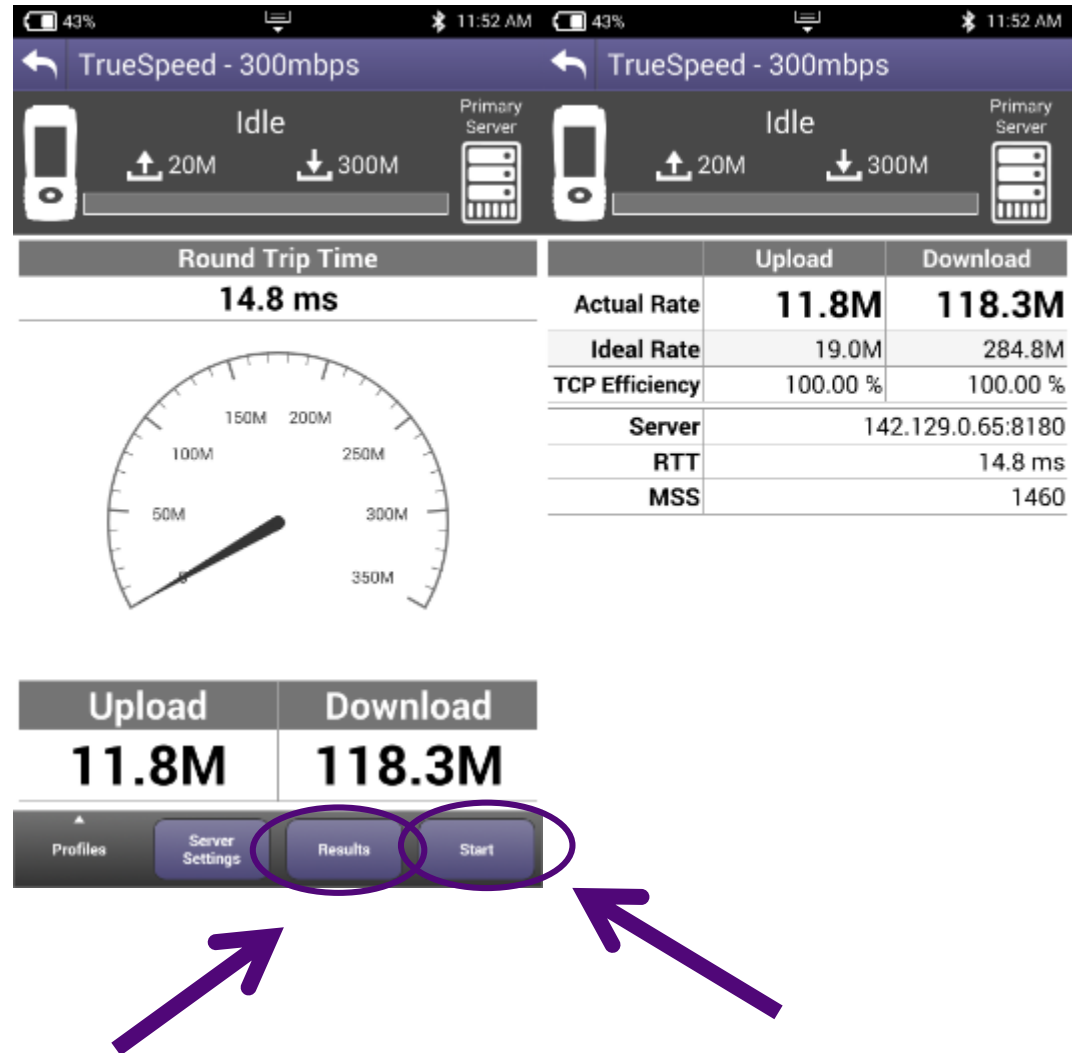 43%
11:52 AM
TrueSpeed - 300mbps
Idle
Primary
Server
20M
300M
Round Trip Time
14.8 ms
150M
200M
100M
250M
50M
300M
0
350M
Upload
Download
11.8M
118.3M
Profiles
Server
Settings
Results
Start
43%
11:52 AM
TrueSpeed - 300mbps
Idle
Primary
Server
20M
300M
Upload Download
Actual Rate 11.8M 118.3M
Ideal Rate 19.0M 284.8M
TCP Efficiency 100.00 % 100.00 %
Server 142.129.0.65:8180
RTT 14.8 ms
MSS 1460